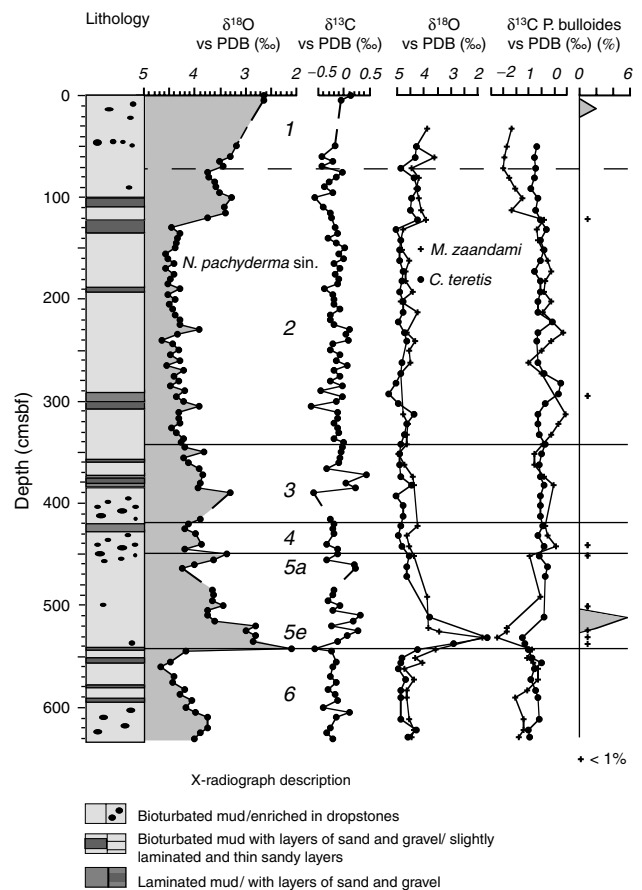 Lithology
δ18O
vs PDB (‰)
δ13C
vs PDB (‰)
δ18O
vs PDB (‰)
δ13C P. bulloides
vs PDB (‰) (%)
5 4 3 2
−0.5 0 0.5
5 4 3 2
−2 −1 0
0 6
Depth (cmsbf)
0
100
200
300
400
500
600
1
2
3
4
5a
5e
6
N. pachyderma sin.
+ M. zaandami
● C. teretis
+ < 1%
X-radiograph description
Bioturbated mud/enriched in dropstones
Bioturbated mud with layers of sand and gravel/ slightly
laminated and thin sandy layers
Laminated mud/ with layers of sand and gravel